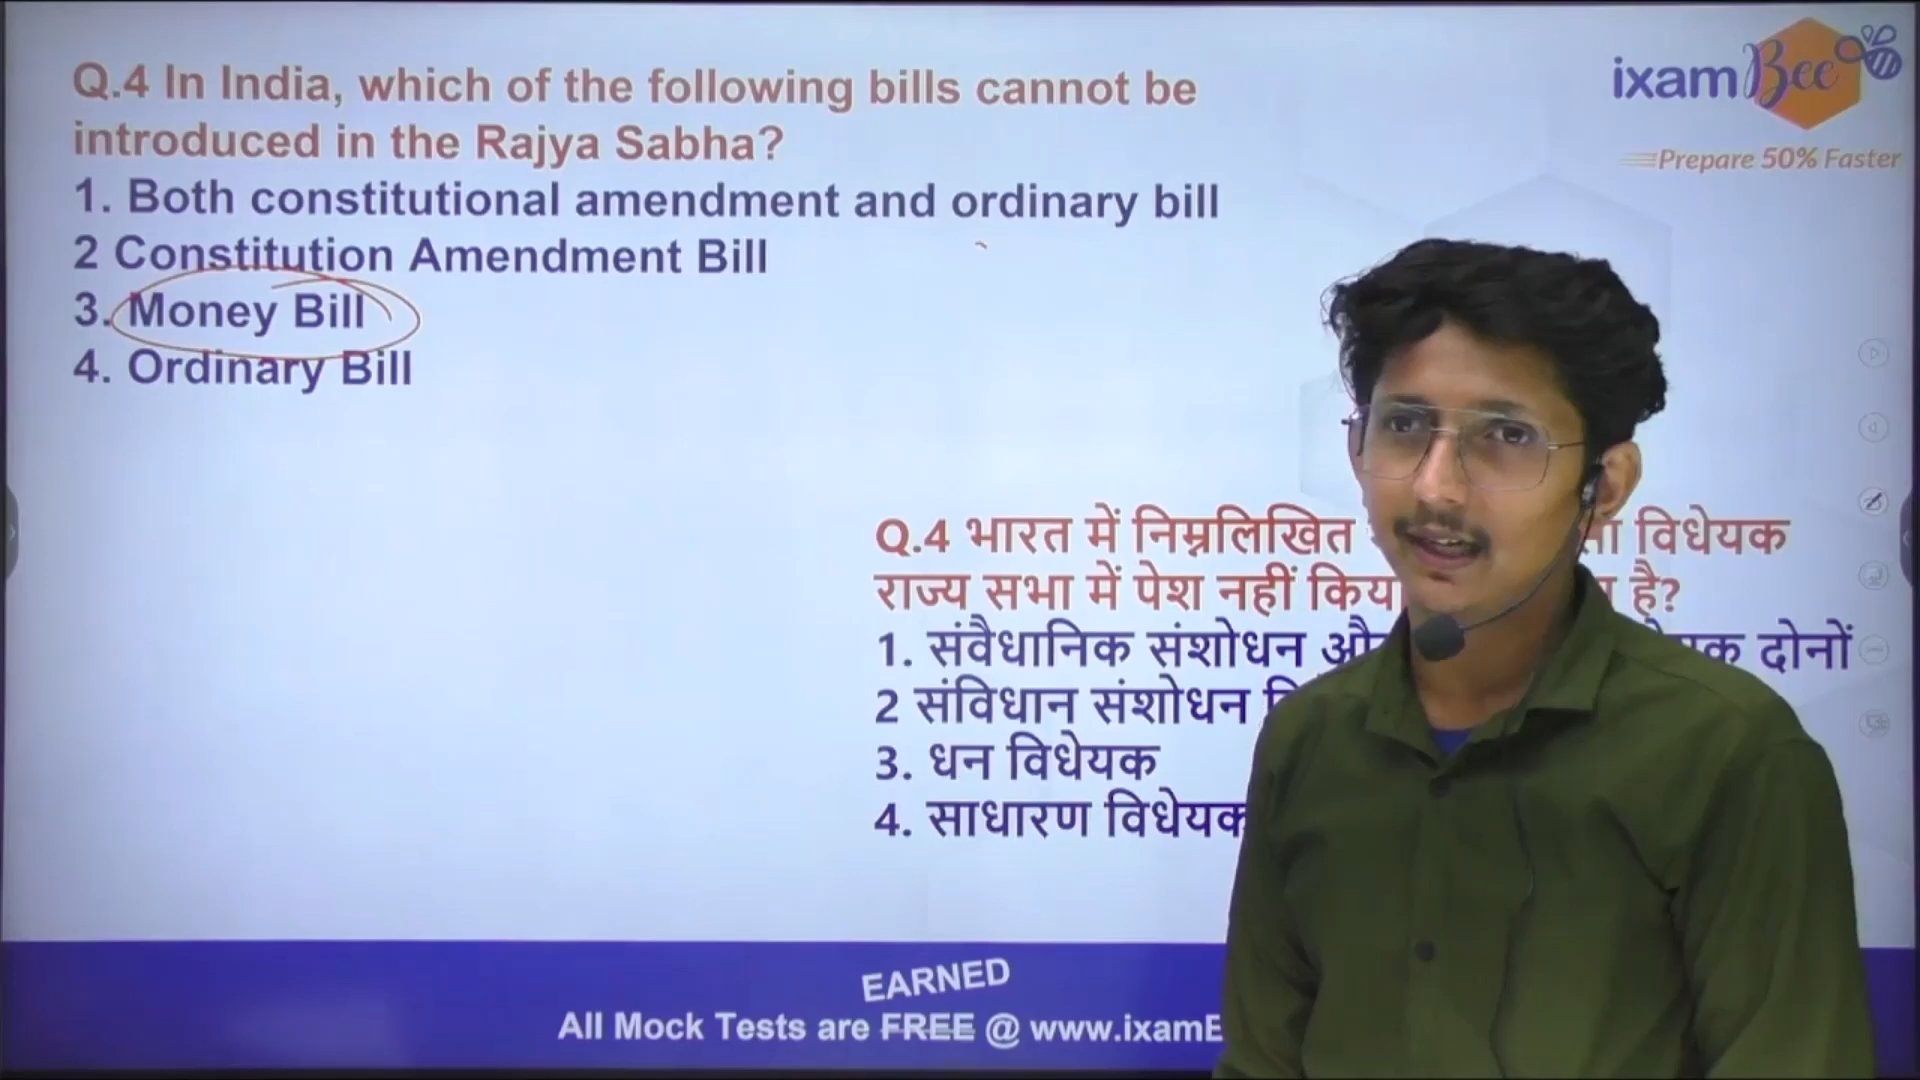 Q.4 In India, which of the following bills cannot be
introduced in the Rajya Sabha?
1. Both constitutional amendment and ordinary bill
2 Constitution Amendment Bill
3. Money Bill
4. Ordinary Bill
ixamBee
Prepare 50% Faster
Q.4 भारत में निम्नलिखित विधेयक
राज्य सभा में पेश नहीं है?
1. संवैधानिक संशोधन दोनों
2 संविधान संशोधन
3. धन विधेयक
4. साधारण विधेयक
EARNED
All Mock Tests are FREE @ www.ixamE